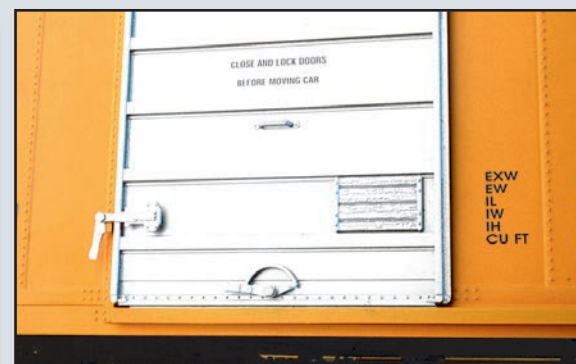 CLOSE AND LOCK DOORS
BEFORE MOVING CAR
EXW
EW
IL
IW
IH
CU FT